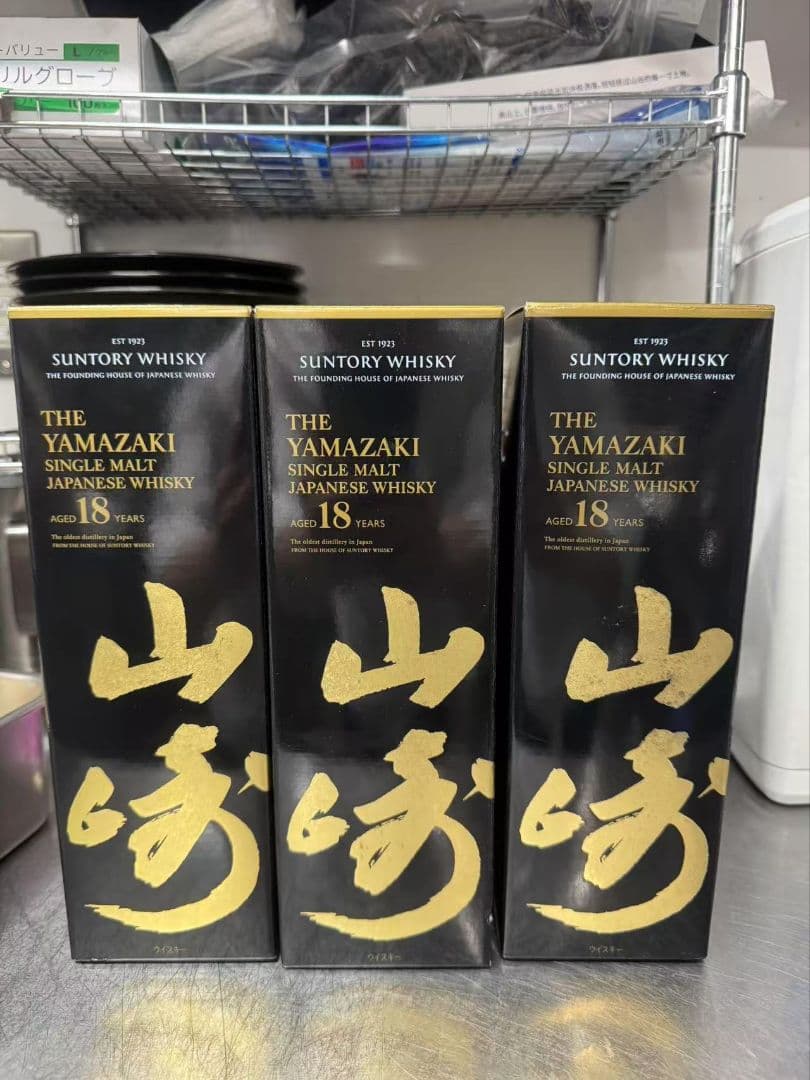 バリュー
L
リルグローブ
EST 1923
SUNTORY WHISKY
THE FOUNDING HOUSE OF JAPANESE WHISKY
THE
YAMAZAKI
SINGLE MALT
JAPANESE WHISKY
AGED 18 YEARS
The oldest distillery in Japan
FROM THE HOUSE OF SUNTORY WHISKY
山
崎
ウイスキー
EST 1923
SUNTORY WHISKY
THE FOUNDING HOUSE OF JAPANESE WHISKY
THE
YAMAZAKI
SINGLE MALT
JAPANESE WHISKY
AGED 18 YEARS
The oldest distillery in Japan
FROM THE HOUSE OF SUNTORY WHISKY
山
崎
ウイスキー
EST 1923
SUNTORY WHISKY
THE FOUNDING HOUSE OF JAPANESE WHISKY
THE
YAMAZAKI
SINGLE MALT
JAPANESE WHISKY
AGED 18 YEARS
The oldest distillery in Japan
FROM THE HOUSE OF SUNTORY WHISKY
山
崎
ウイスキー